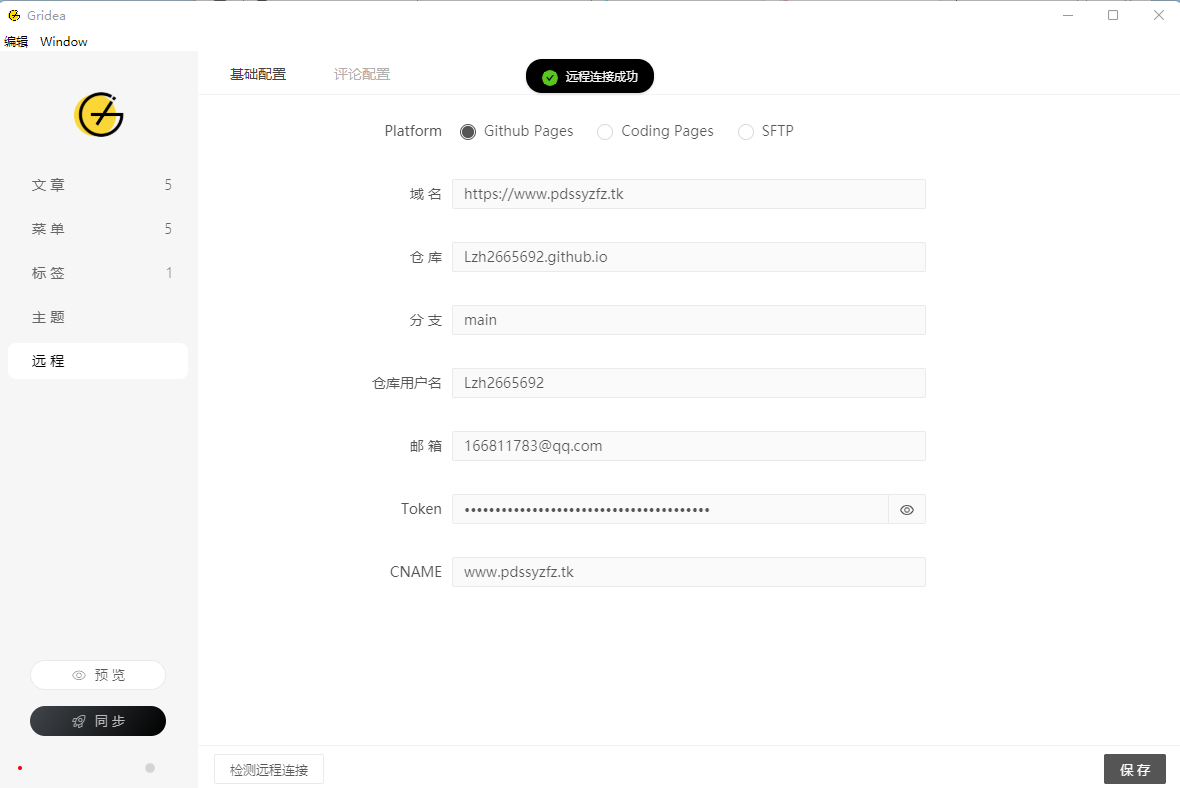 Gridea
编辑 Window
基础配置 评论配置
远程连接成功
Platform Github Pages Coding Pages SFTP
文章 5
域名 https://www.pdssyzfz.tk
菜单 5
仓库 Lzh2665692.github.io
标签 1
主题
分支 main
远程
仓库用户名 Lzh2665692
邮箱 166811783@qq.com
Token ••••••••••••••••••••••••••••••••••••••••
CNAME www.pdssyzfz.tk
预览
同步
检测远程连接
保存